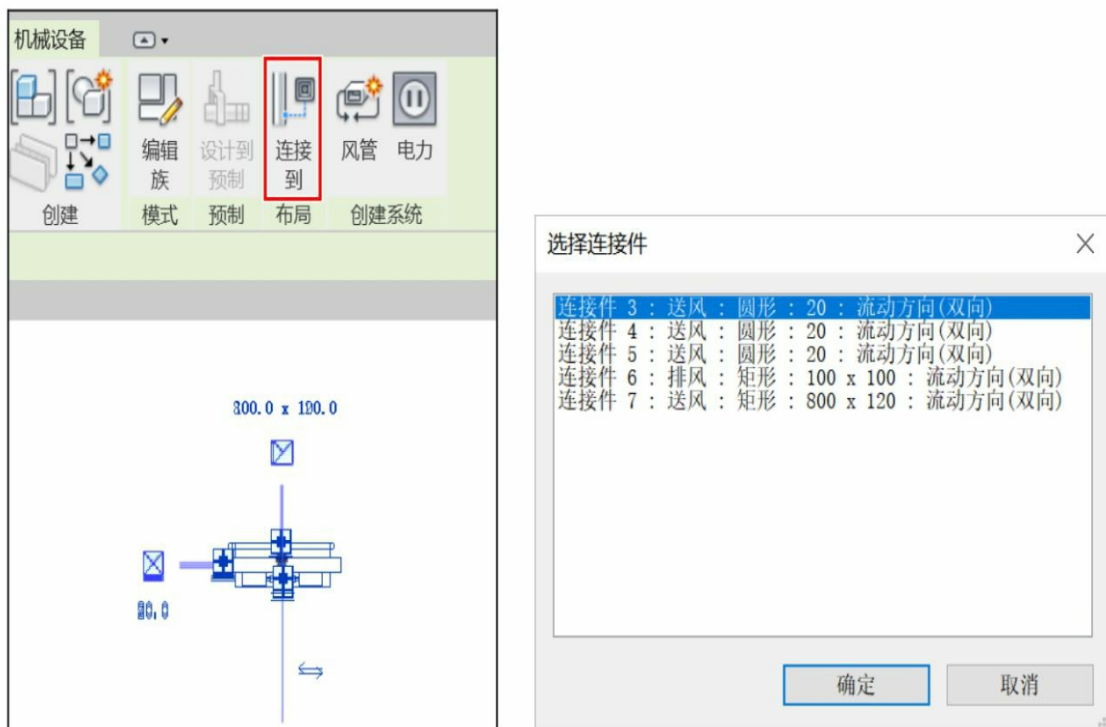 机械设备
编辑族
设计到预制
连接到
风管
电力
创建
模式
预制
布局
创建系统
800.0 x 120.0
选择连接件
连接件 3 : 送风 : 圆形 : 20 : 流动方向(双向)
连接件 4 : 送风 : 圆形 : 20 : 流动方向(双向)
连接件 5 : 送风 : 圆形 : 20 : 流动方向(双向)
连接件 6 : 排风 : 矩形 : 100 x 100 : 流动方向(双向)
连接件 7 : 送风 : 矩形 : 800 x 120 : 流动方向(双向)
确定
取消